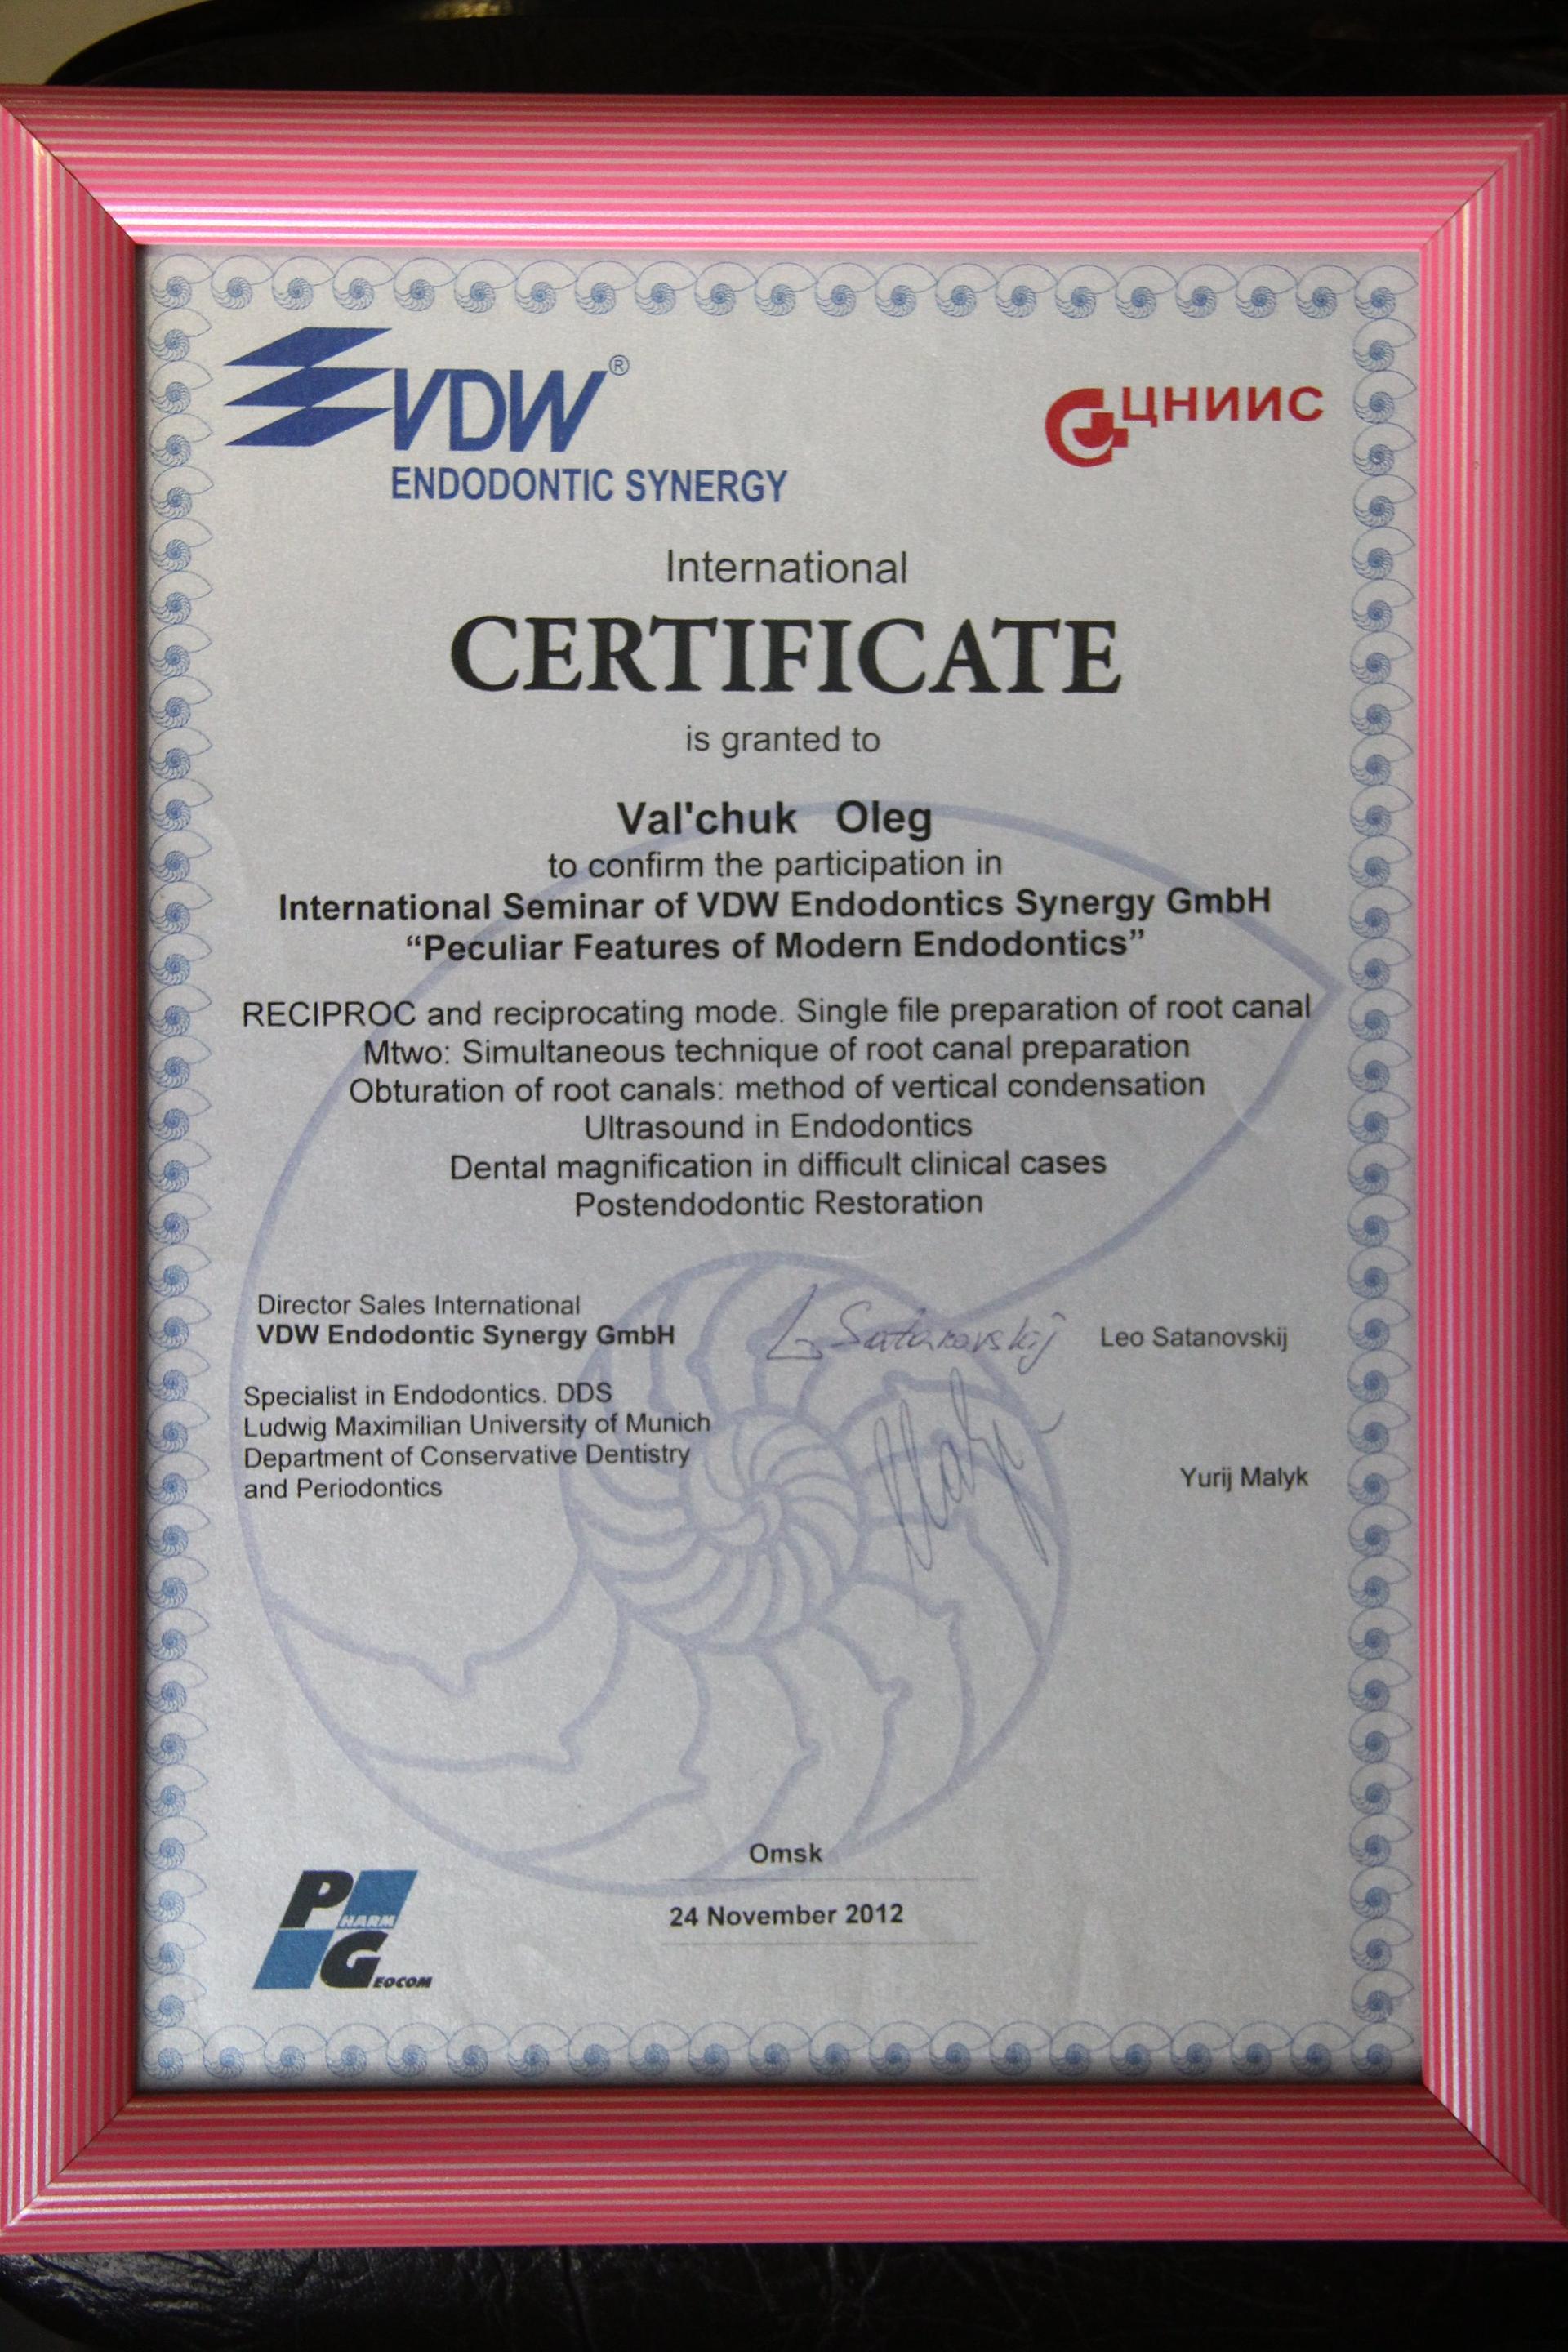 VDW®
ENDODONTIC SYNERGY
ЦНИИС
International
CERTIFICATE
is granted to
Val'chuk Oleg
to confirm the participation in
International Seminar of VDW Endodontics Synergy GmbH
“Peculiar Features of Modern Endodontics”
RECIPROC and reciprocating mode. Single file preparation of root canal
Mtwo: Simultaneous technique of root canal preparation
Obturation of root canals: method of vertical condensation
Ultrasound in Endodontics
Dental magnification in difficult clinical cases
Postendodontic Restoration
Director Sales International
VDW Endodontic Synergy GmbH
L. Satanovskij
Leo Satanovskij
Specialist in Endodontics. DDS
Ludwig Maximilian University of Munich
Department of Conservative Dentistry
and Periodontics
Yurij Malyk
Omsk
24 November 2012
PHARM
GEOCOM